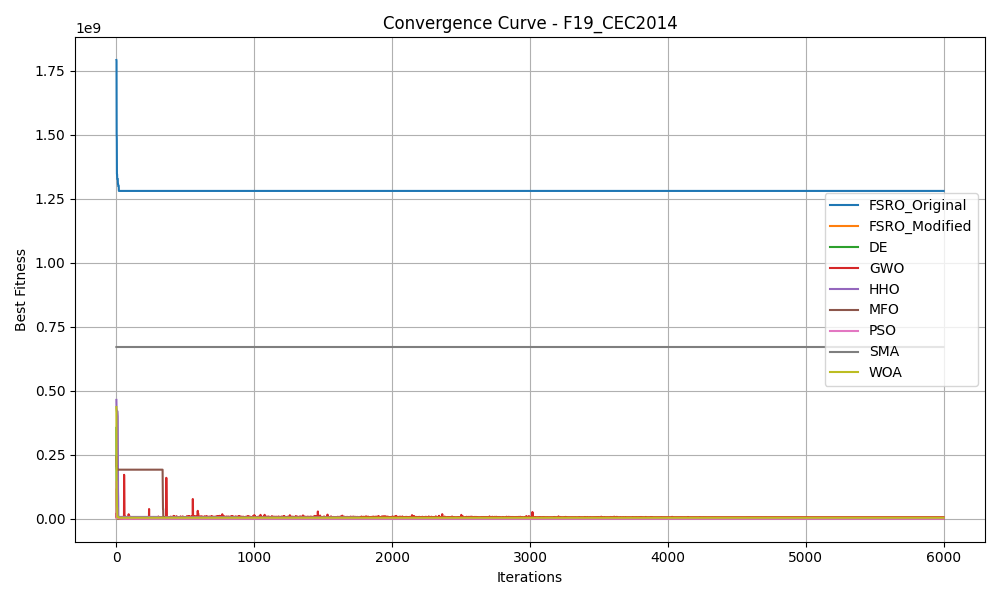 Convergence Curve - F19_CEC2014
1e9
1.75
1.50
1.25
1.00
0.75
0.50
0.25
0.00
Best Fitness
FSRO_Original
FSRO_Modified
DE
GWO
HHO
MFO
PSO
SMA
WOA
0 1000 2000 3000 4000 5000 6000
Iterations